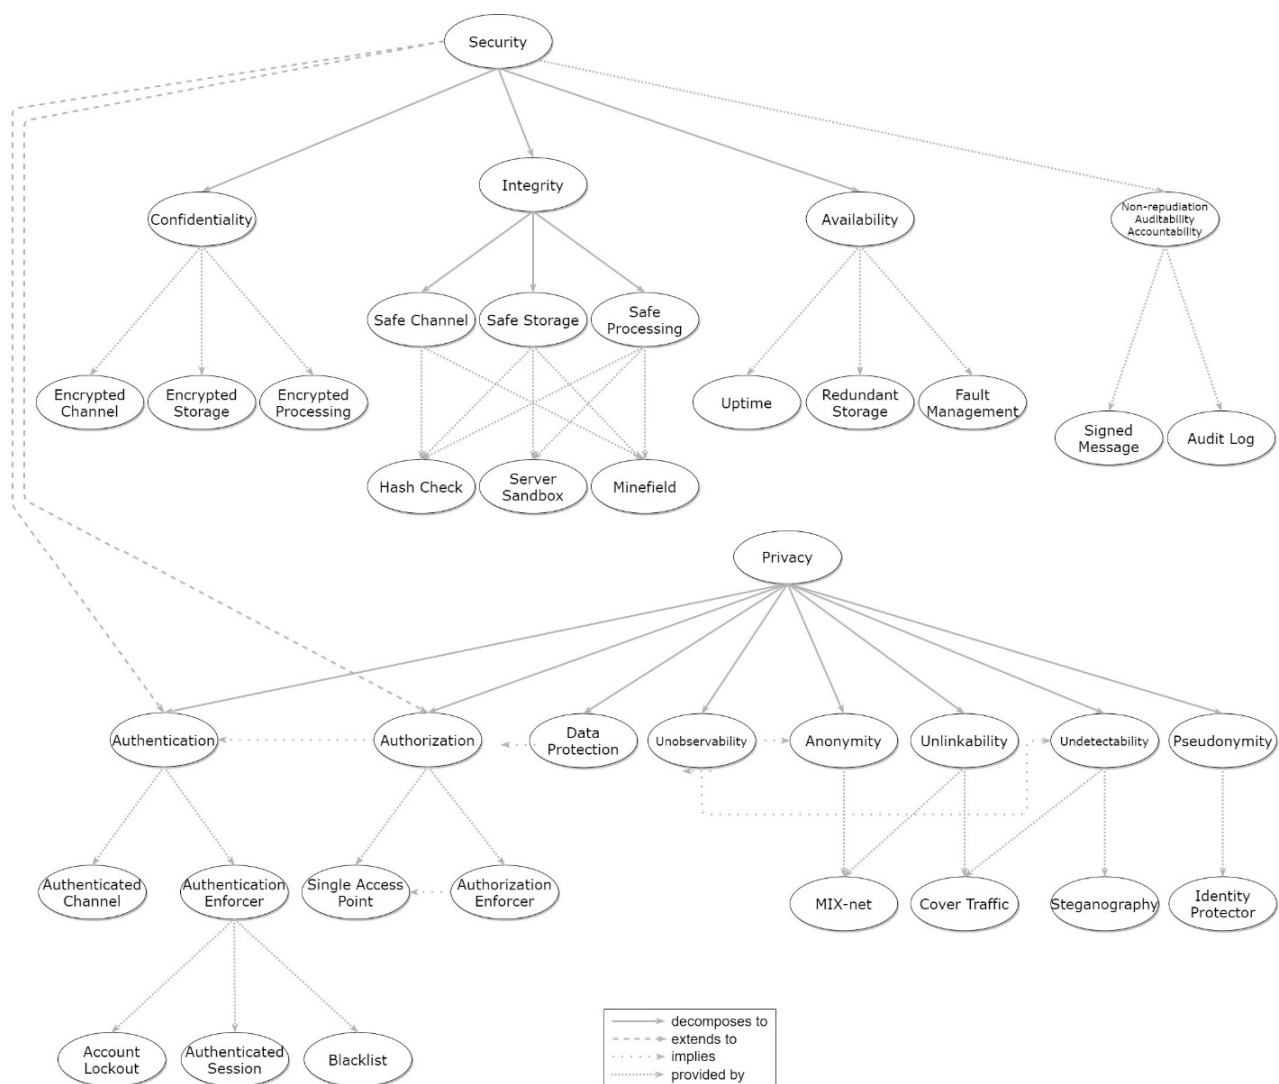 Security
Integrity
Confidentiality
Availability
Non-repudiation
Auditability
Accountability
Safe Channel
Safe Storage
Safe
Processing
Encrypted
Channel
Encrypted
Storage
Encrypted
Processing
Uptime
Redundant
Storage
Fault
Management
Signed
Message
Audit Log
Hash Check
Server
Sandbox
Minefield
Privacy
Authentication
Authorization
Data
Protection
Unobservability
Anonymity
Unlinkability
Undetectability
Pseudonymity
Authenticated
Channel
Authentication
Enforcer
Single Access
Point
Authorization
Enforcer
MIX-net
Cover Traffic
Steganography
Identity
Protector
Account
Lockout
Authenticated
Session
Blacklist
decomposes to
extends to
implies
provided by